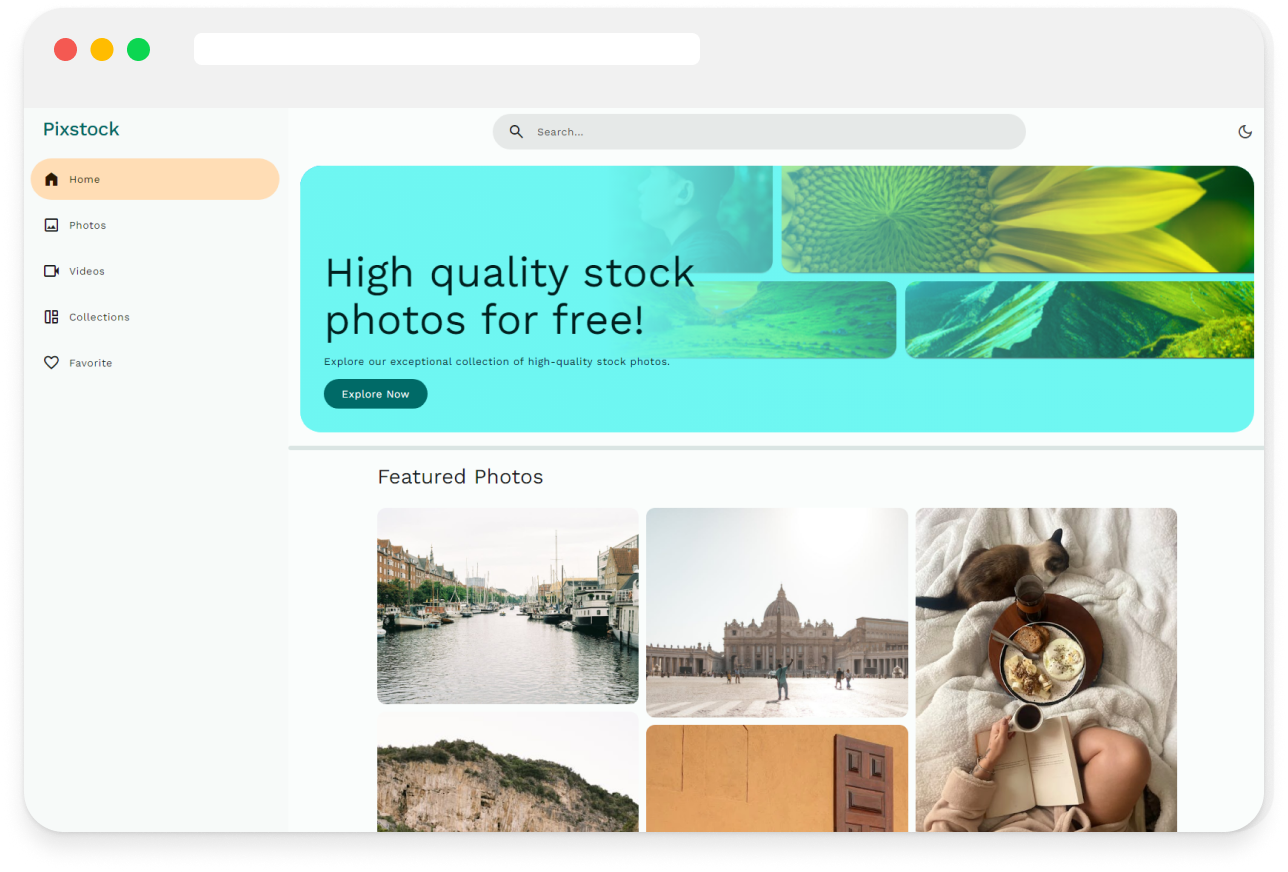 Pixstock
Search...
Home
Photos
Videos
Collections
Favorite
High quality stock
photos for free!
Explore our exceptional collection of high-quality stock photos.
Explore Now
Featured Photos